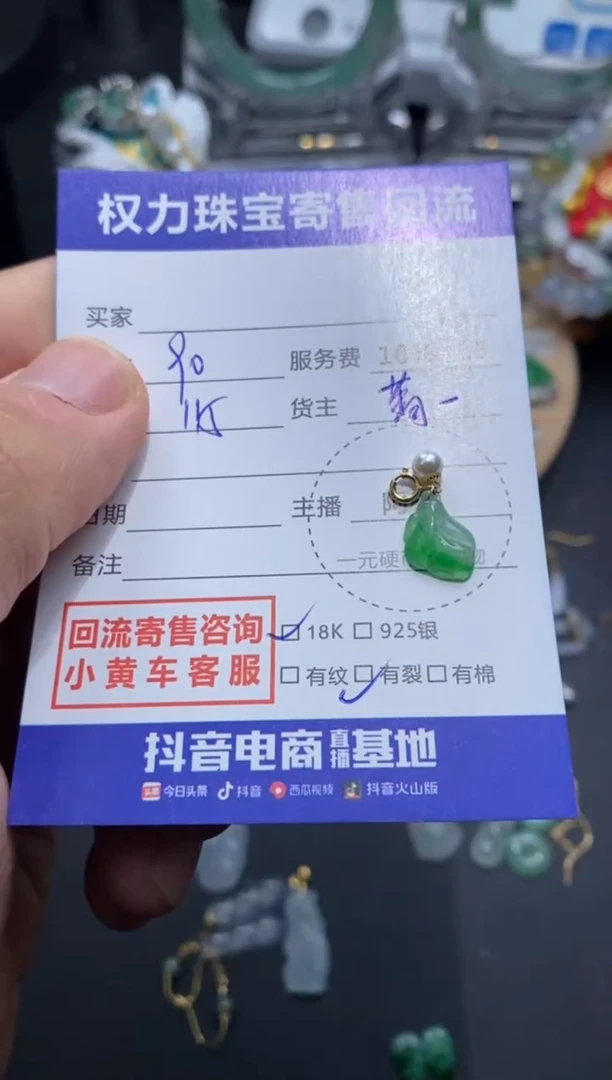 权力珠宝寄售回流
买家
90 服务费
1K 货主
日期 主播
备注 一元硬
回流寄售咨询 18K 925银
小黄车客服 有纹 有裂 有棉
抖音电商直播基地
头条 今日头条 抖音 西瓜视频 抖音火山版